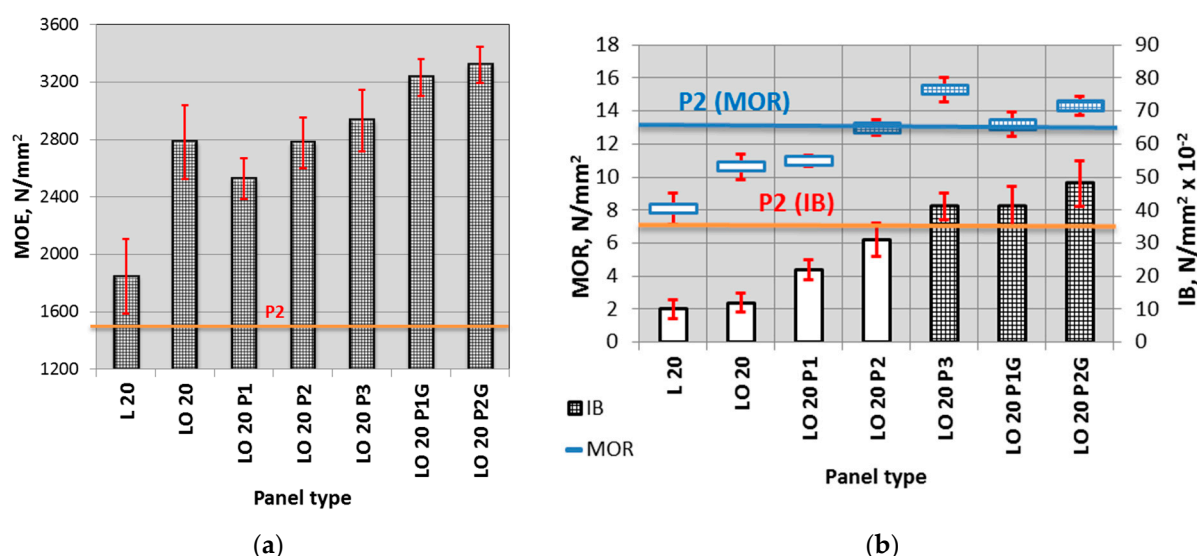 3600
3200
2800
2400
2000
1600
1200
MOE, N/mm²
P2
L 20
LO 20
LO 20 P1
LO 20 P2
LO 20 P3
LO 20 P1G
LO 20 P2G
Panel type
(a)
18
16
14
12
10
8
6
4
2
0
MOR, N/mm²
P2 (MOR)
P2 (IB)
90
80
70
60
50
40
30
20
10
0
IB, N/mm² x 10⁻²
L 20
LO 20
LO 20 P1
LO 20 P2
LO 20 P3
LO 20 P1G
LO 20 P2G
IB
MOR
Panel type
(b)